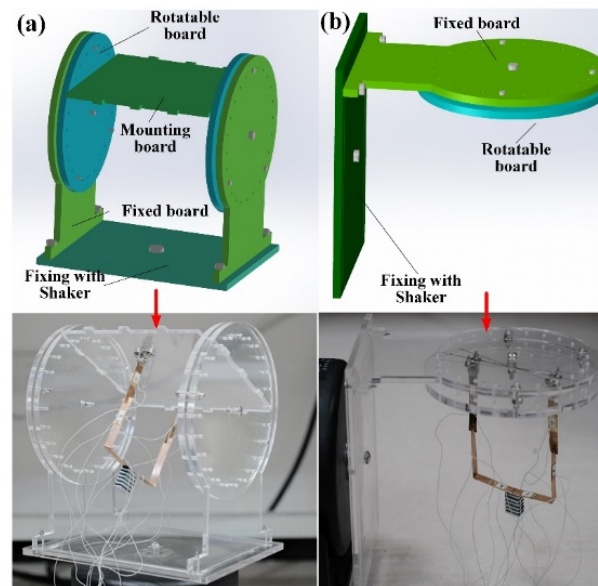 (a)
Rotatable
board
Mounting
board
Fixed board
Fixing with
Shaker
(b)
Fixed board
Rotatable
board
Fixing with
Shaker